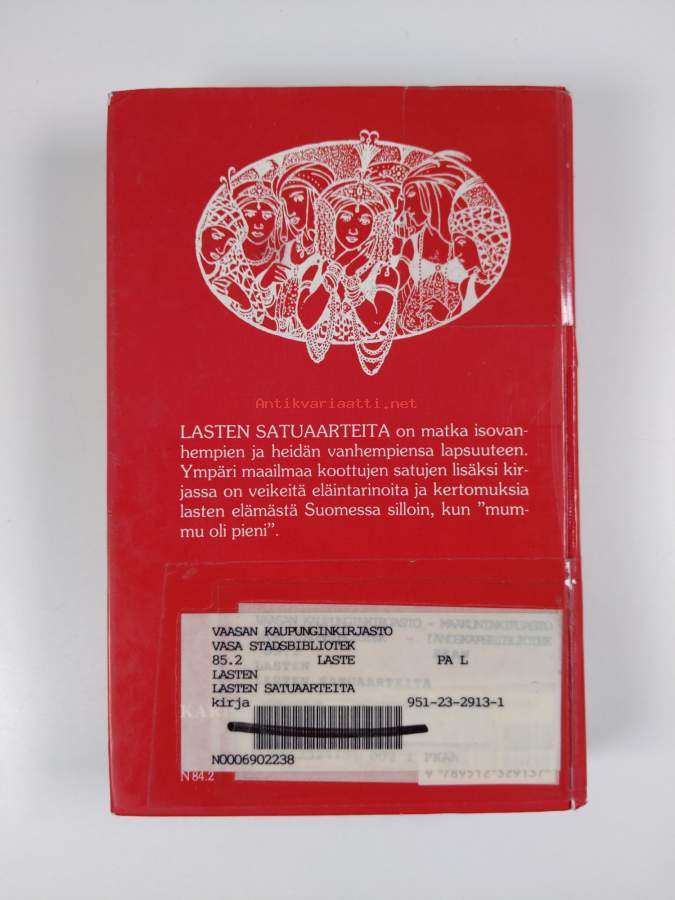 Antikvariaatti.net
LASTEN SATUAARTEITA on matka isovan-
hempien ja heidän vanhempiensa lapsuuteen.
Ympäri maailmaa koottujen satujen lisäksi kir-
jassa on veikeitä eläintarinoita ja kertomuksia
lasten elämästä Suomessa silloin, kun ”mum-
mu oli pieni”.
VAASAN KAUPUNGINKIRJASTO
VASA STADSBIBLIOTEK
85.2 LASTE PA L
LASTEN
LASTEN SATUAARTEITA
kirja 951-23-2913-1
N0006902238
N 84.2